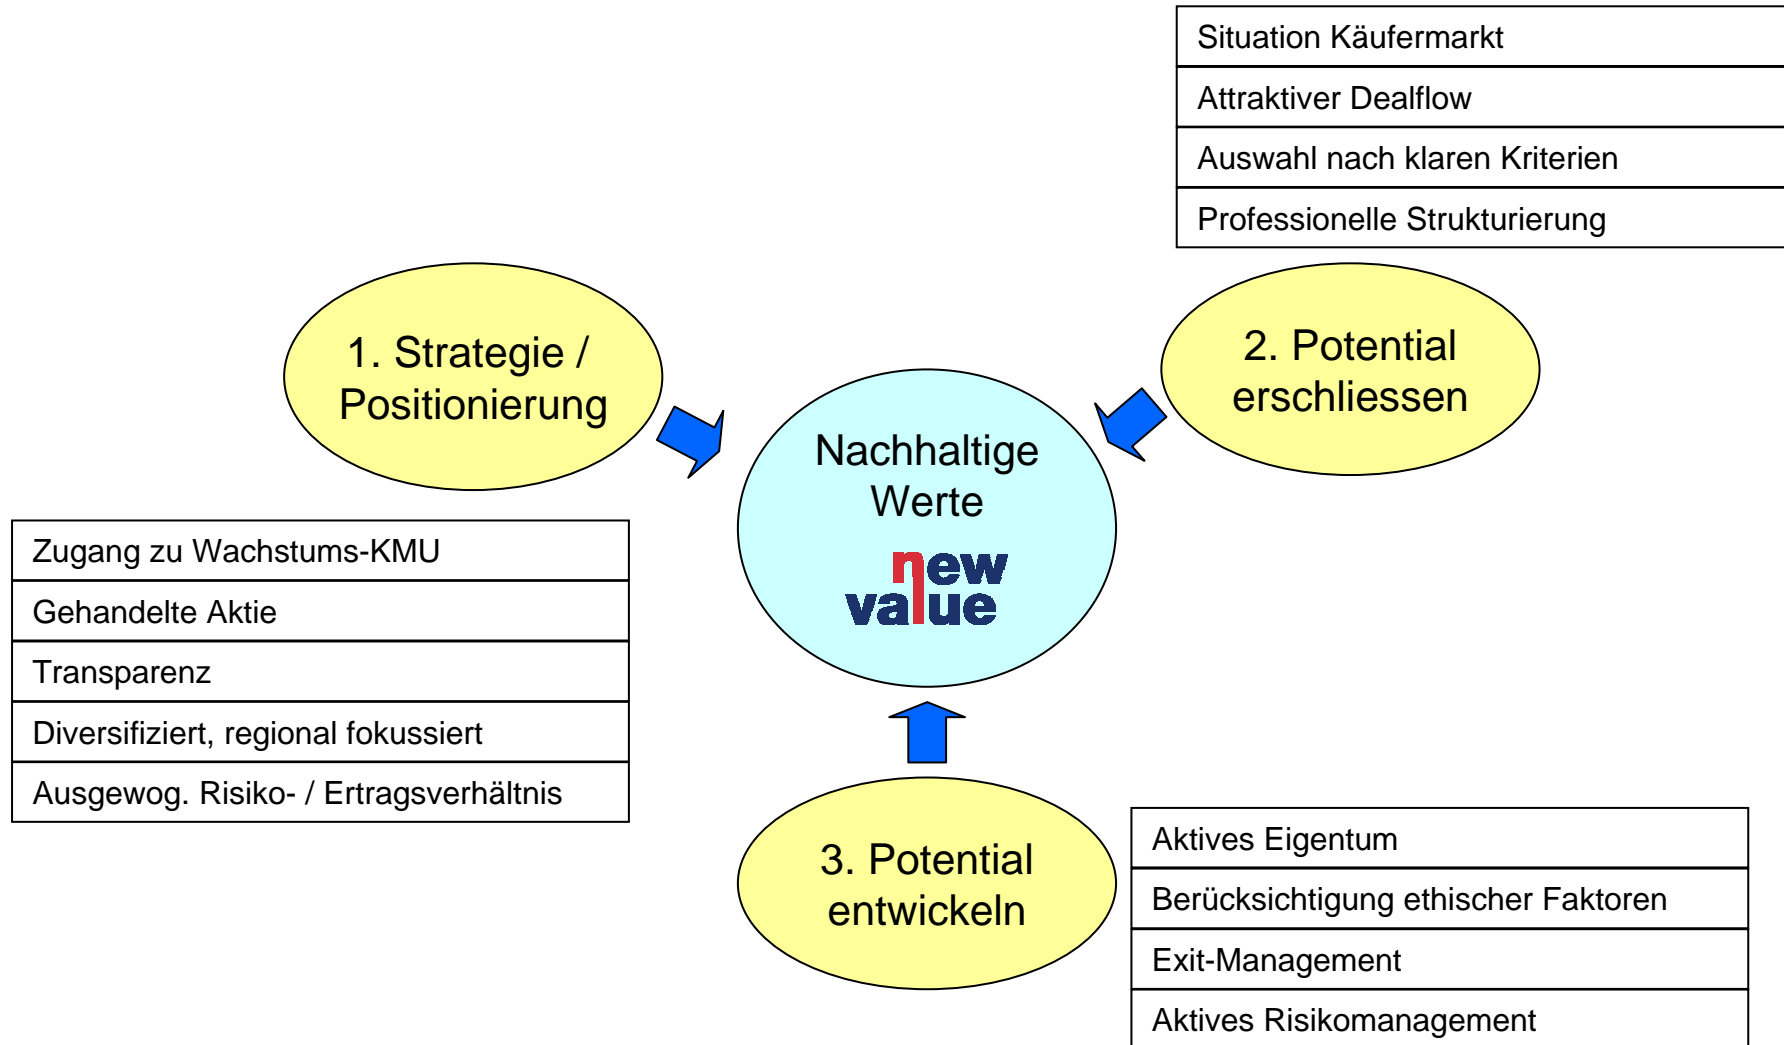 1. Strategie /
Positionierung
Zugang zu Wachstums-KMU
Gehandelte Aktie
Transparenz
Diversifiziert, regional fokussiert
Ausgewog. Risiko- / Ertragsverhältnis
Situation Käufermarkt
Attraktiver Dealflow
Auswahl nach klaren Kriterien
Professionelle Strukturierung
2. Potential
erschliessen
Nachhaltige
Werte
new
value
3. Potential
entwickeln
Aktives Eigentum
Berücksichtigung ethischer Faktoren
Exit-Management
Aktives Risikomanagement